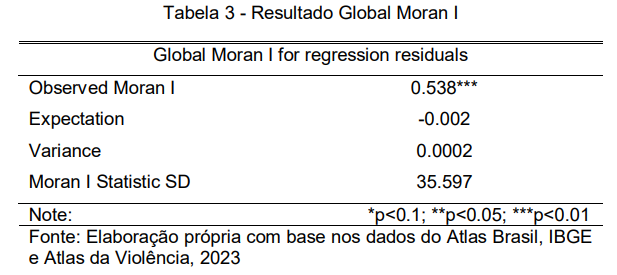 Tabela 3 - Resultado Global Moran I
Global Moran I for regression residuals
Observed Moran I 0.538***
Expectation -0.002
Variance 0.0002
Moran I Statistic SD 35.597
Note: *p<0.1; **p<0.05; ***p<0.01
Fonte: Elaboração própria com base nos dados do Atlas Brasil, IBGE
e Atlas da Violência, 2023